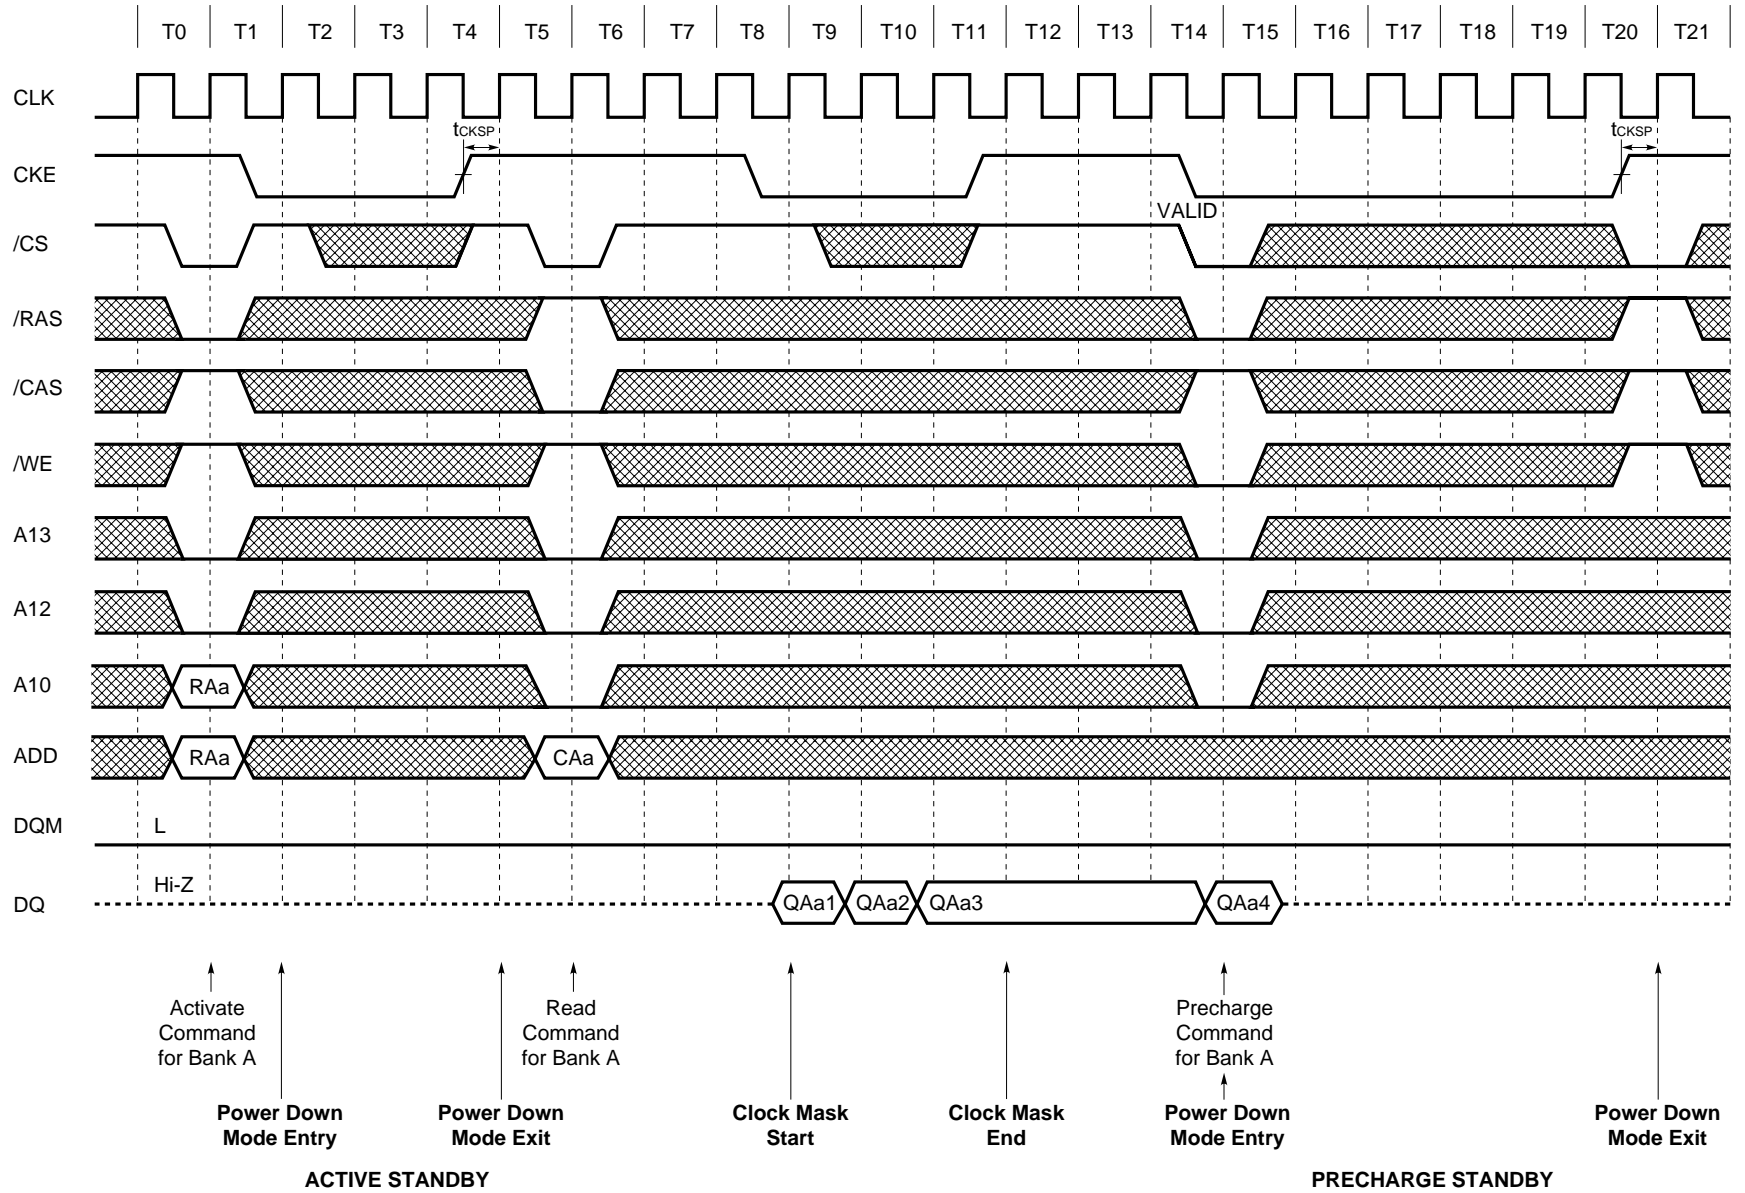 T0 T1 T2 T3 T4 T5 T6 T7 T8 T9 T10 T11 T12 T13 T14 T15 T16 T17 T18 T19 T20 T21
CLK
tCKSP tCKSP
CKE
VALID
/CS
/RAS
/CAS
/WE
A13
A12
A10 RAa
ADD RAa CAa
DQM L
Hi-Z
DQ QAa1 QAa2 QAa3 QAa4
Activate
Command
for Bank A
Read
Command
for Bank A
Precharge
Command
for Bank A
Power Down
Mode Entry
Power Down
Mode Exit
Clock Mask
Start
Clock Mask
End
Power Down
Mode Entry
Power Down
Mode Exit
ACTIVE STANDBY
PRECHARGE STANDBY